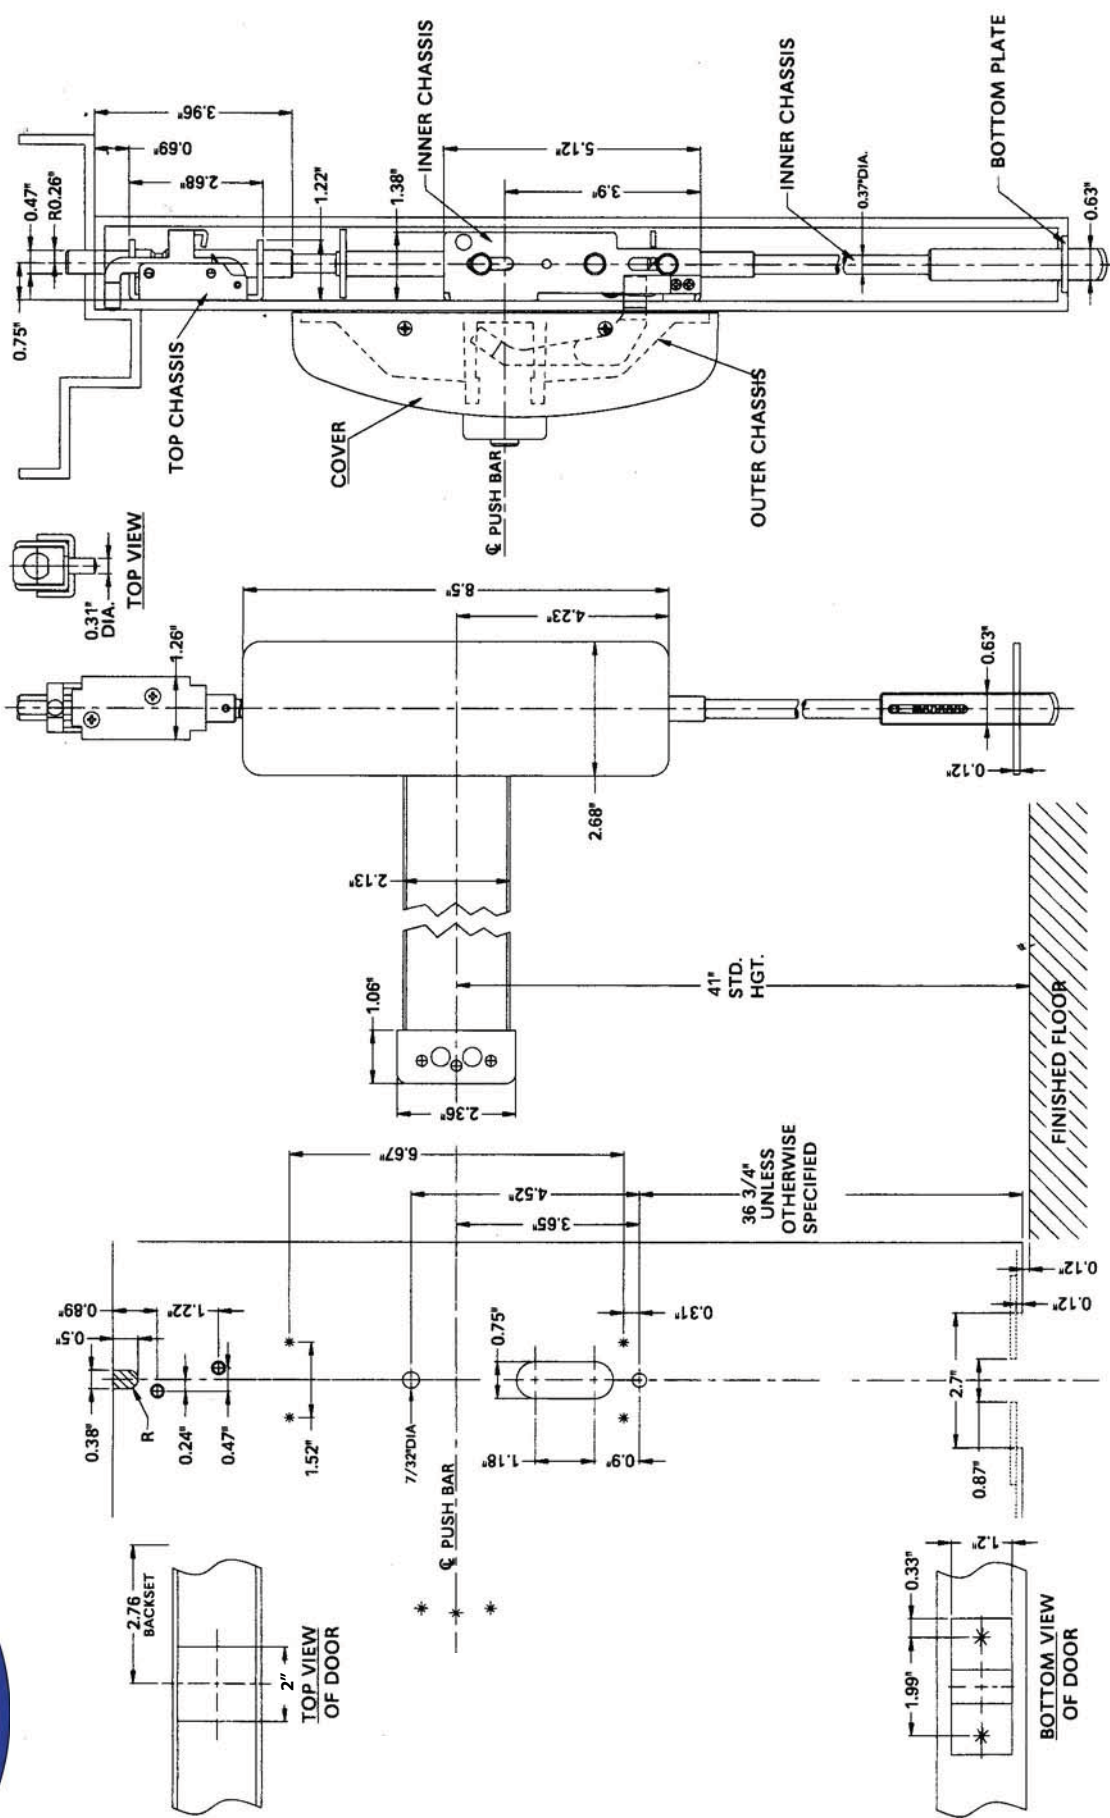 2.76
BACKSET
2"
TOP VIEW
OF DOOR
1.99"
0.33"
1.2"
BOTTOM VIEW
OF DOOR
0.38"
0.5"
0.89"
1.22"
R
0.24"
0.47"
1.52"
7/32"DIA
℄ PUSH BAR
1.18"
0.9"
0.75"
0.31"
6.67"
4.52"
3.65"
36 3/4"
UNLESS
OTHERWISE
SPECIFIED
0.87"
2.7"
0.12"
0.12"
FINISHED FLOOR
41"
STD.
HGT.
2.36"
1.06"
2.13"
2.68"
0.12"
0.63"
4.23"
8.5"
1.26"
0.31"
DIA.
TOP VIEW
0.75"
0.47"
R0.26"
0.69"
3.96"
2.68"
1.22"
1.38"
TOP CHASSIS
COVER
℄ PUSH BAR
OUTER CHASSIS
INNER CHASSIS
5.12"
3.9"
INNER CHASSIS
0.37"DIA.
BOTTOM PLATE
0.63"